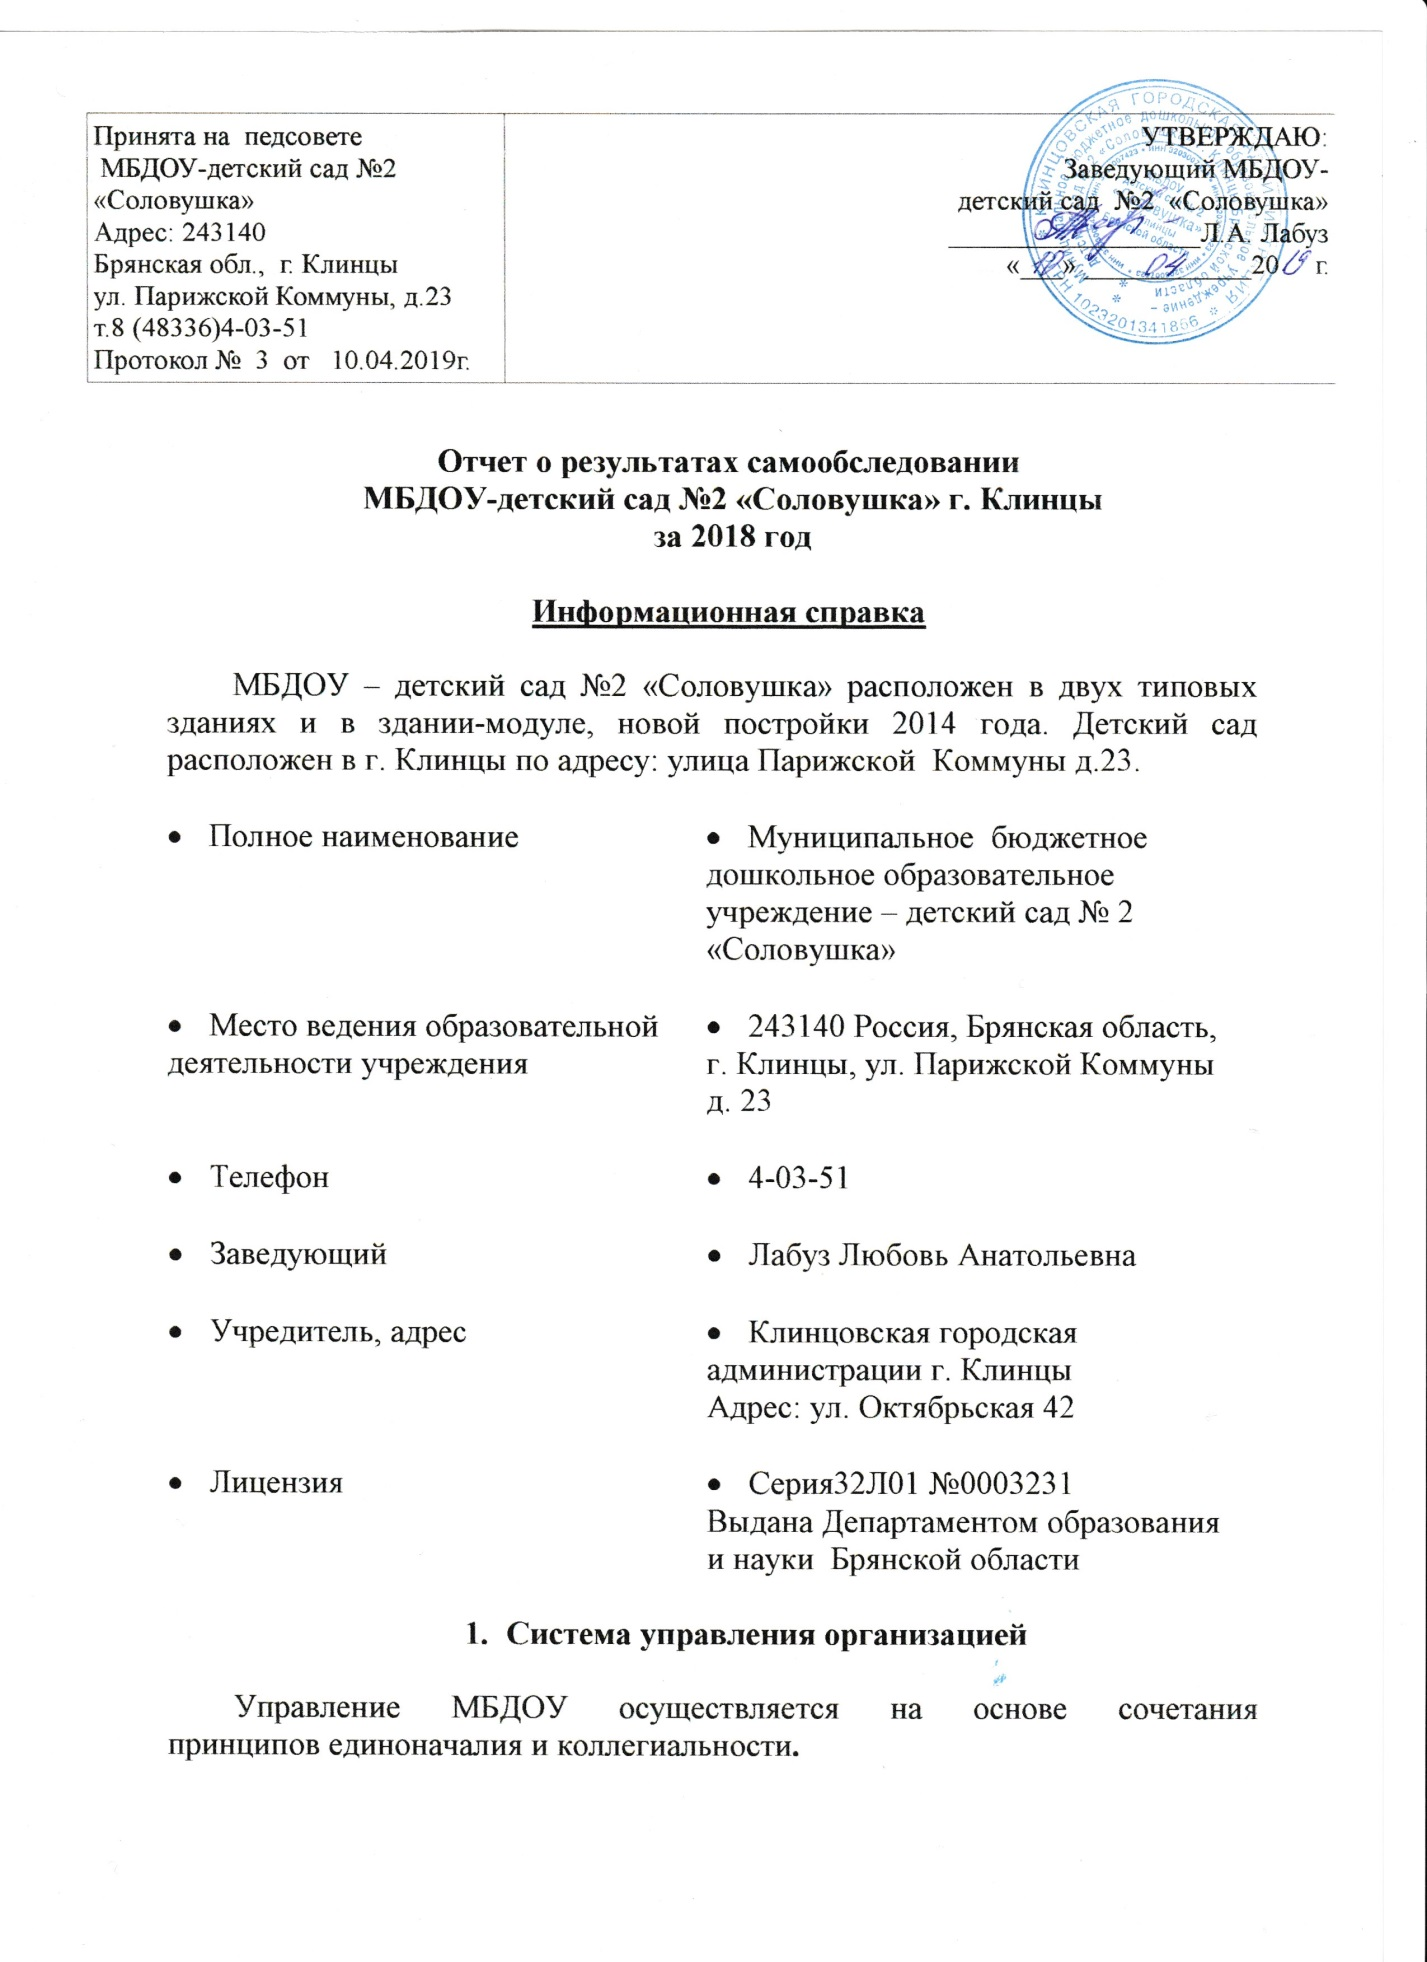 Принята на педсовете
МБДОУ-детский сад №2
«Соловушка»
Адрес: 243140
Брянская обл., г. Клинцы
ул. Парижской Коммуны, д.23
т.8 (48336)4-03-51
Протокол № 3 от 10.04.2019г.
УТВЕРЖДАЮ:
Заведующий МБДОУ-
детский сад №2 «Соловушка»
Л.А. Лабуз
« » 04 2019 г.
КЛИНЦОВСКАЯ ГОРОДСКАЯ
1023201341856
Отчет о результатах самообследовании
МБДОУ-детский сад №2 «Соловушка» г. Клинцы
за 2018 год
Информационная справка
МБДОУ – детский сад №2 «Соловушка» расположен в двух типовых
зданиях и в здании-модуле, новой постройки 2014 года. Детский сад
расположен в г. Клинцы по адресу: улица Парижской Коммуны д.23.
• Полное наименование
• Муниципальное бюджетное
дошкольное образовательное
учреждение – детский сад № 2
«Соловушка»
• Место ведения образовательной
деятельности учреждения
• 243140 Россия, Брянская область,
г. Клинцы, ул. Парижской Коммуны
д. 23
• Телефон
• 4-03-51
• Заведующий
• Лабуз Любовь Анатольевна
• Учредитель, адрес
• Клинцовская городская
администрации г. Клинцы
Адрес: ул. Октябрьская 42
• Лицензия
• Серия32Л01 №0003231
Выдана Департаментом образования
и науки Брянской области
1. Система управления организацией
Управление МБДОУ осуществляется на основе сочетания
принципов единоначалия и коллегиальности.